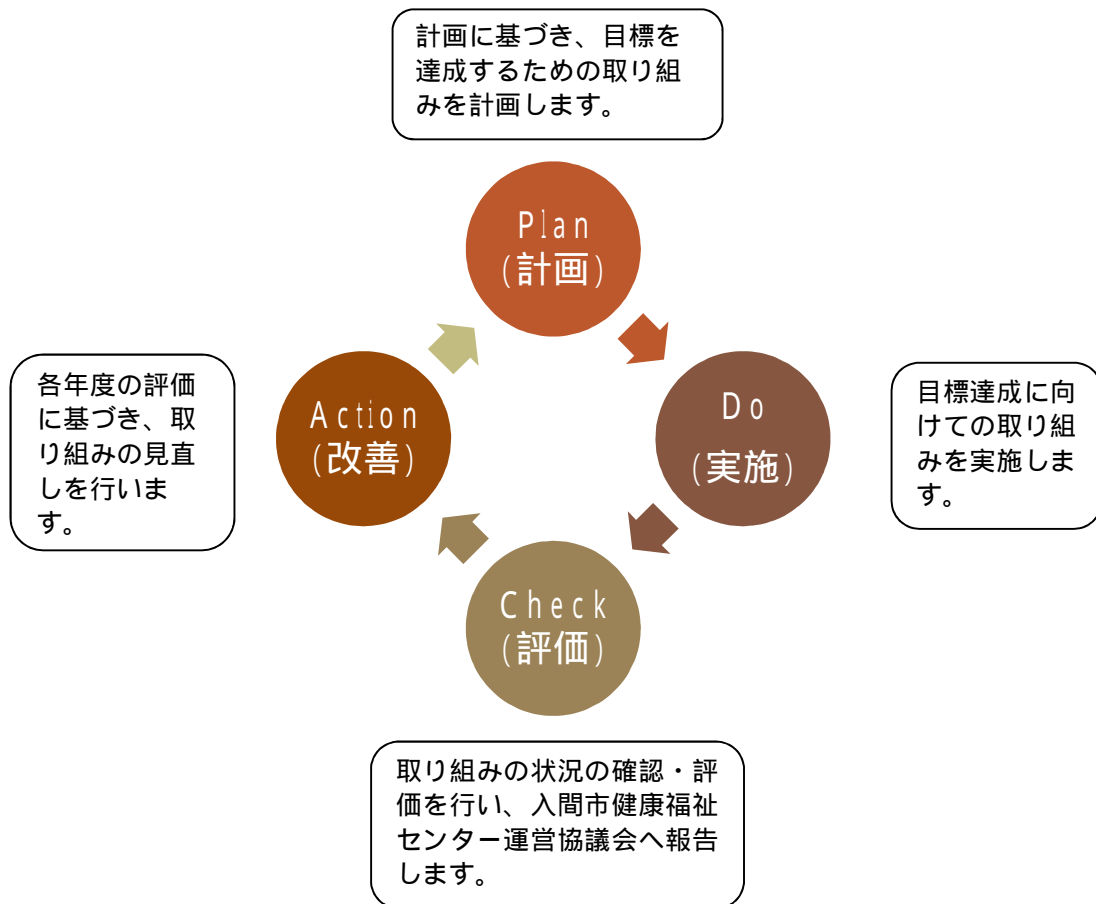 計画に基づき、目標を
達成するための取り組
みを計画します。
Plan
(計画)
各年度の評価
に基づき、取
り組みの見直
しを行いま
す。
Action
(改善)
Do
(実施)
目標達成に向
けての取り組
みを実施しま
す。
Check
(評価)
取り組みの状況の確認・評
価を行い、入間市健康福祉
センター運営協議会へ報告
します。